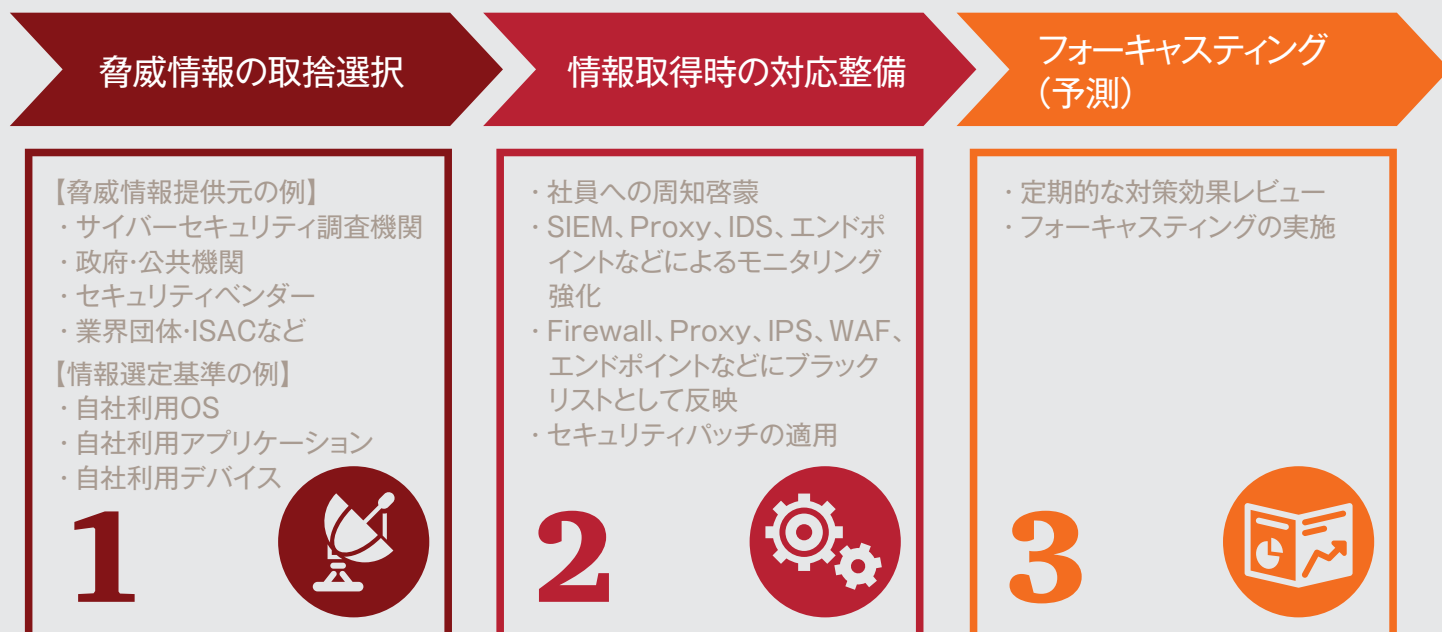 脅威情報の取捨選択
【脅威情報提供元の例】
・サイバーセキュリティ調査機関
・政府・公共機関
・セキュリティベンダー
・業界団体・ISACなど
【情報選定基準の例】
・自社利用OS
・自社利用アプリケーション
・自社利用デバイス
1
情報取得時の対応整備
・社員への周知啓蒙
・SIEM、Proxy、IDS、エンドポ
イントなどによるモニタリング
強化
・Firewall、Proxy、IPS、WAF、
エンドポイントなどにブラック
リストとして反映
・セキュリティパッチの適用
2
フォーキャスティング
（予測）
・定期的な対策効果レビュー
・フォーキャスティングの実施
3